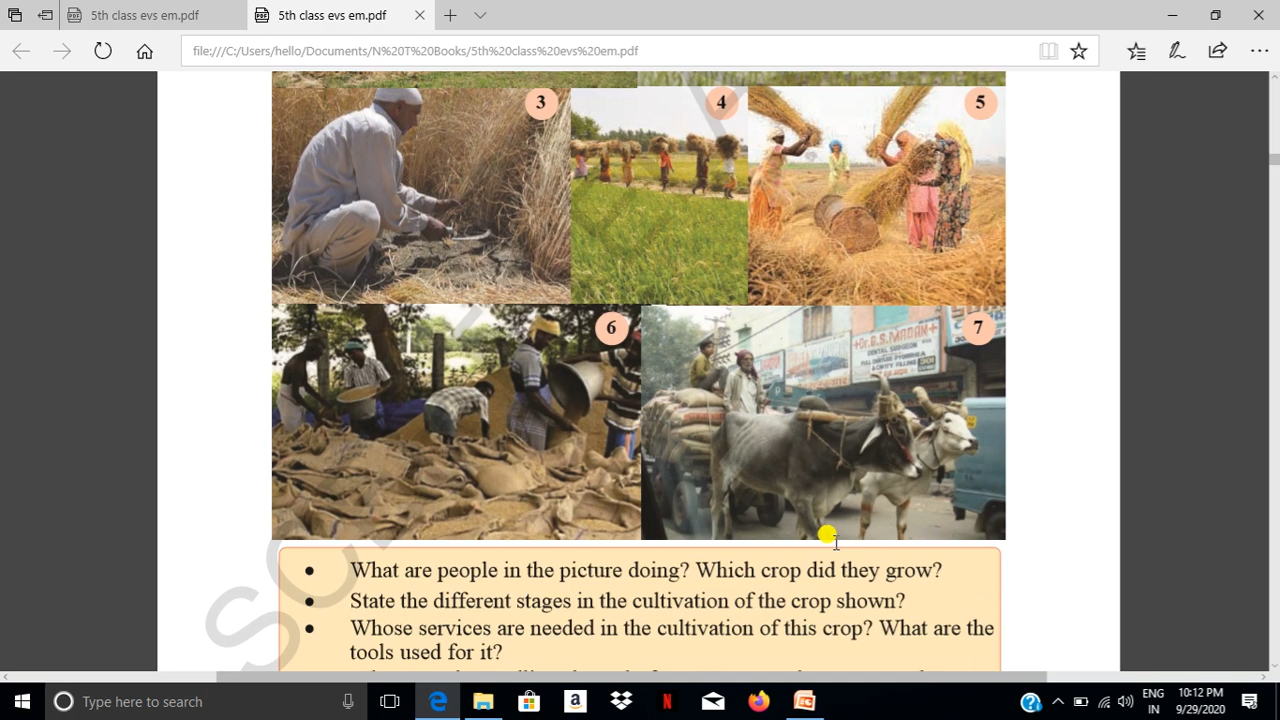 5th class evs em.pdf
5th class evs em.pdf
file:///C:/Users/hello/Documents/N%20T%20Books/5th%20class%20evs%20em.pdf
3
4
5
6
7
Dr. G.S. MADAN
DENTAL SURGEON
• What are people in the picture doing? Which crop did they grow?
• State the different stages in the cultivation of the crop shown?
• Whose services are needed in the cultivation of this crop? What are the
tools used for it?
Type here to search
ENG
IN
10:12 PM
9/29/2020